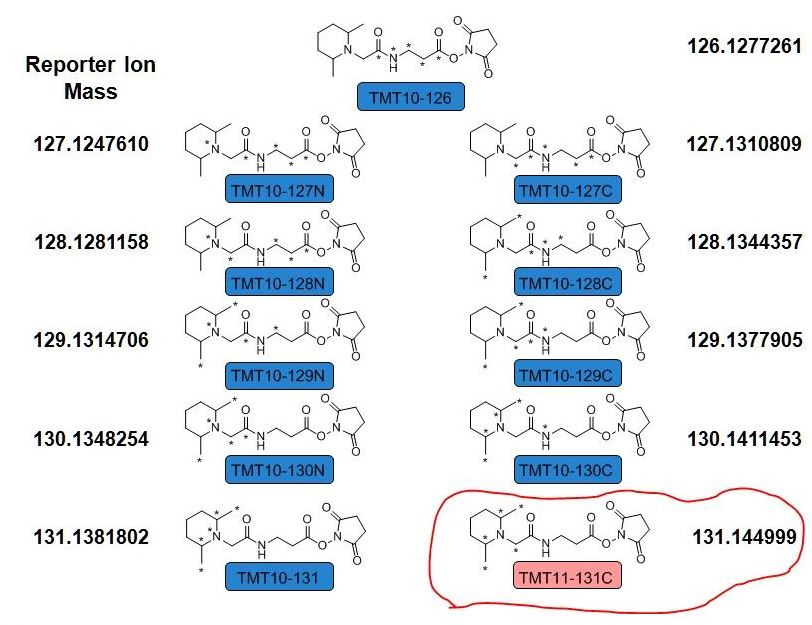 126.1277261
Reporter Ion
Mass
TMT10-126
127.1247610
127.1310809
TMT10-127N
TMT10-127C
128.1281158
128.1344357
TMT10-128N
TMT10-128C
129.1314706
129.1377905
TMT10-129N
TMT10-129C
130.1348254
130.1411453
TMT10-130N
TMT10-130C
131.1381802
131.144999
TMT10-131
TMT11-131C